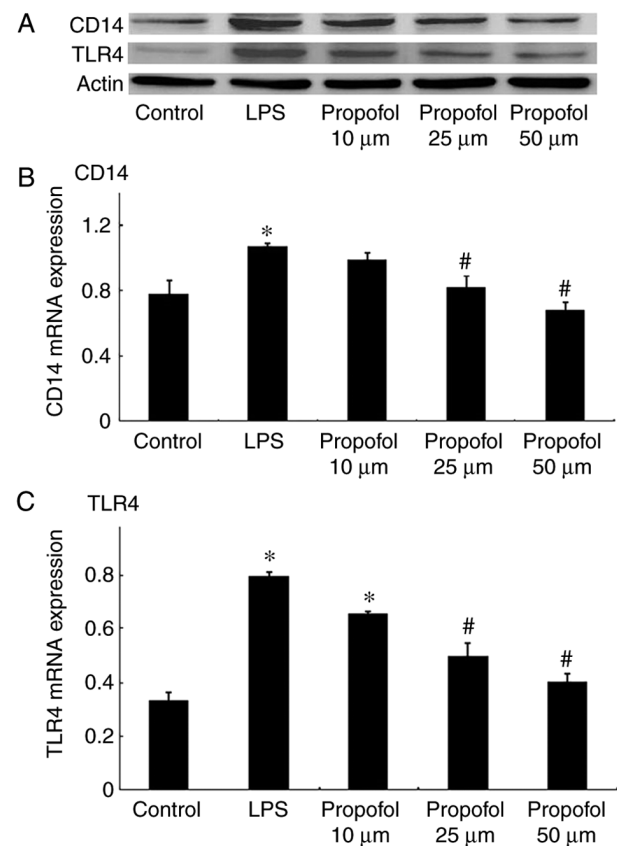 A
CD14
TLR4
Actin
Control LPS Propofol Propofol Propofol
10 μm 25 μm 50 μm
B
CD14
CD14 mRNA expression
1.2
0.8
0.4
0
*
#
#
Control LPS Propofol Propofol Propofol
10 μm 25 μm 50 μm
C
TLR4
TLR4 mRNA expression
0.8
0.6
0.4
0.2
0
*
*
#
#
Control LPS Propofol Propofol Propofol
10 μm 25 μm 50 μm